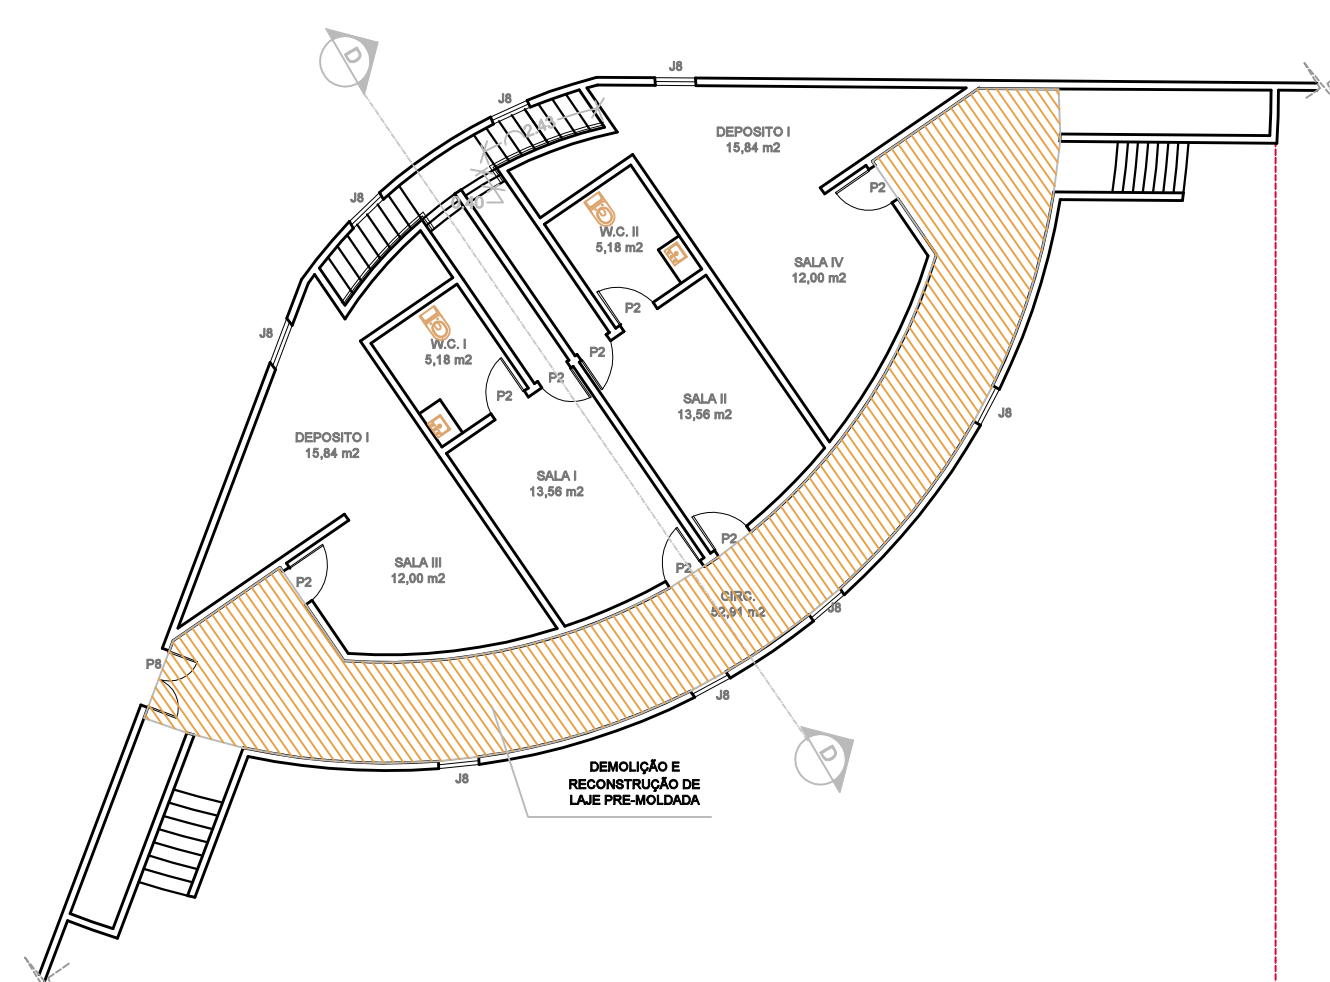 D
J8
J8
2.43
DEPOSITO I
15,84 m2
J8
0.40
P2
W.C. II
5,18 m2
SALA IV
12,00 m2
P2
J8
W.C. I
5,18 m2
P2
P2
P2
SALA II
13,56 m2
J8
DEPOSITO I
15,84 m2
SALA I
13,56 m2
P2
SALA III
12,00 m2
P2
P2
CIRC.
52,91 m2
J8
P8
J8
D
J8
DEMOLIÇÃO E
RECONSTRUÇÃO DE
LAJE PRE-MOLDADA